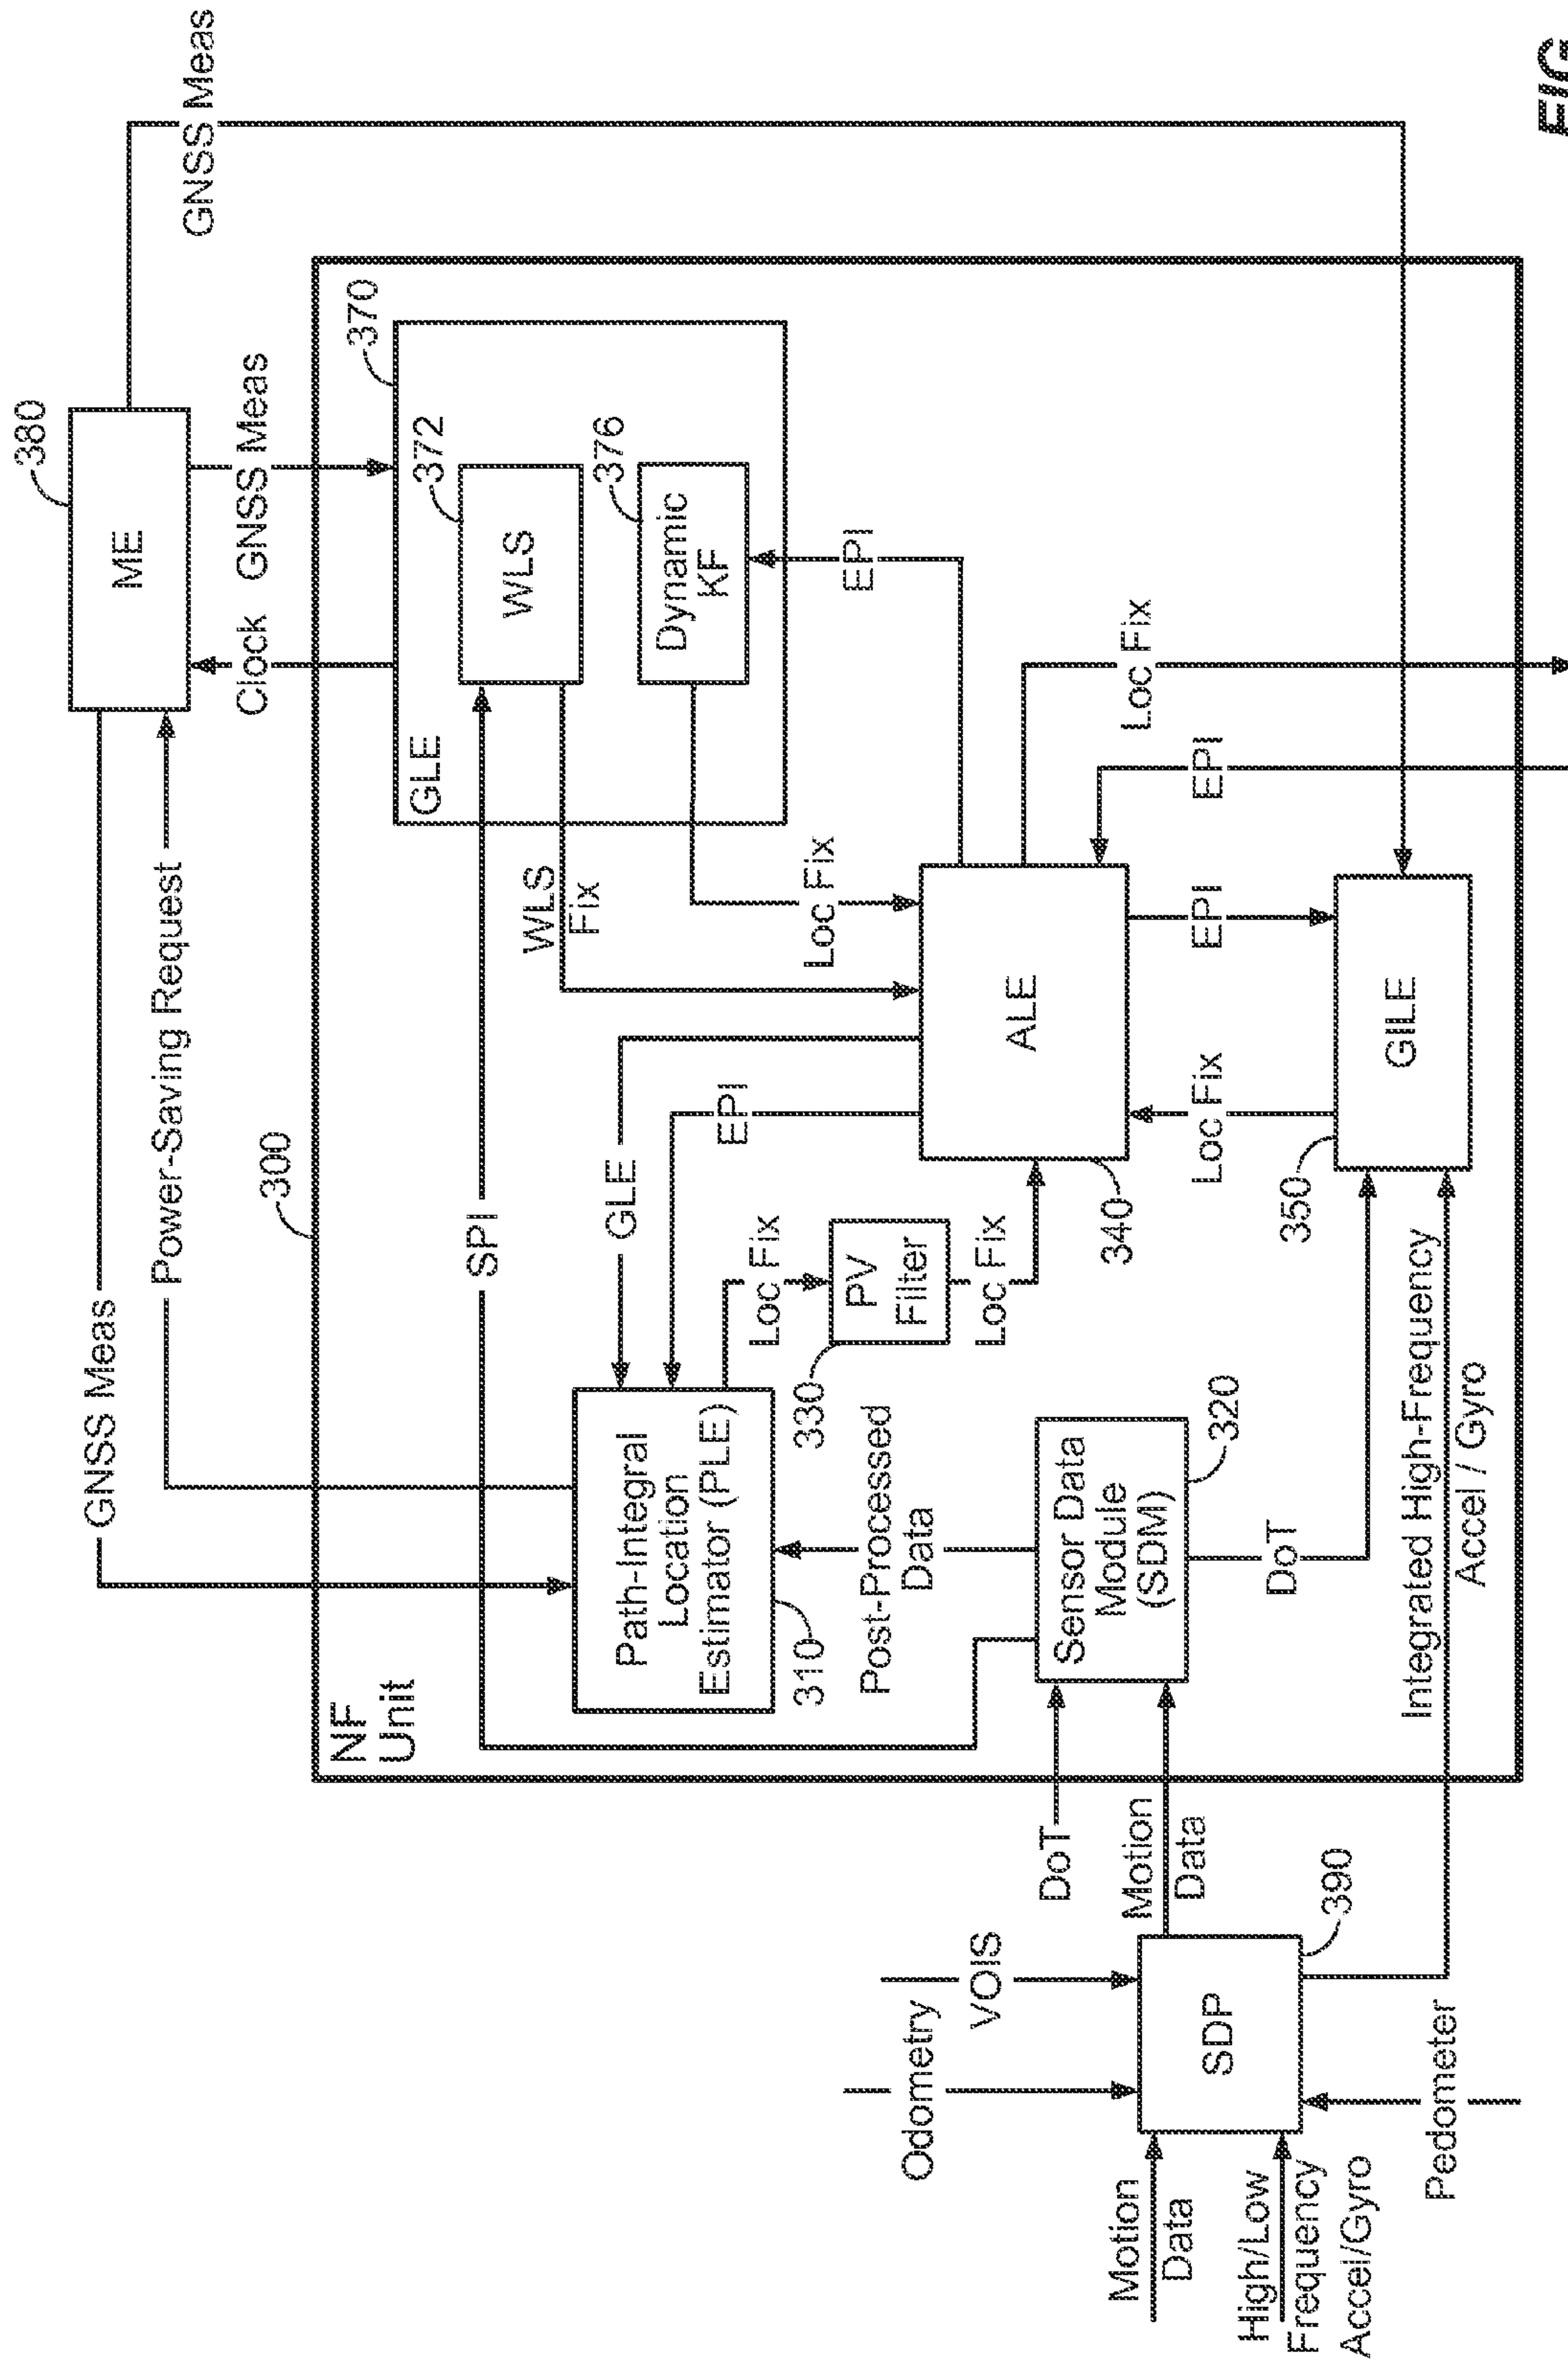 GNSS Meas
380
ME
Power-Saving Request
Clock
GNSS Meas
GNSS Meas
300
NF
Unit
370
GLE
372
WLS
376
Dynamic
KF
SPI
WLS
Fix
Loc Fix
EPI
GLE
EPI
Path-Integral
Location
Estimator (PLE)
310
Loc Fix
330
PV
Filter
Loc Fix
ALE
340
Post-Processed
Data
Sensor Data
Module
(SDM)
320
DoT
DoT
Motion
Data
Loc Fix
EPI
EPI
Loc Fix
350
GILE
Integrated High-Frequency
Accel / Gyro
Odometry
VOIS
SDP
390
Motion
Data
High/Low
Frequency
Accel/Gyro
Pedometer
FIG